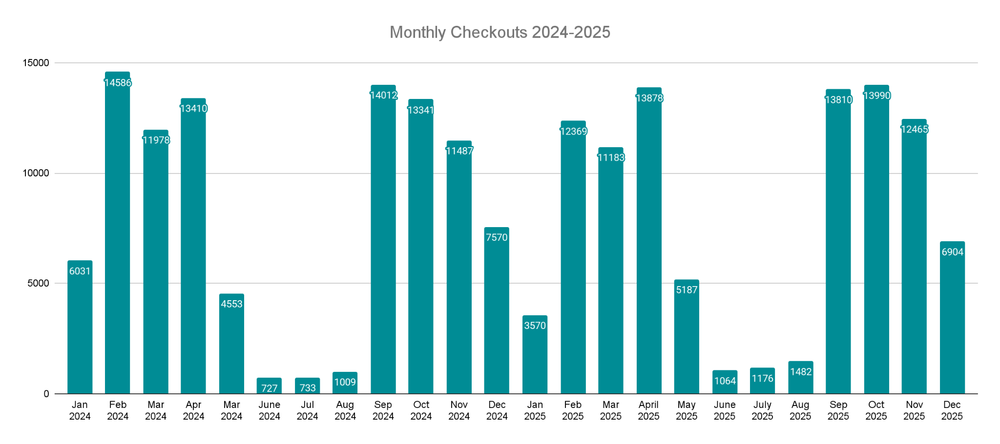 Monthly Checkouts 2024-2025
15000
10000
5000
0
14586
11978
13410
14012
13341
11487
12369
11183
13878
13810
13990
12465
7570
6904
6031
5187
4553
3570
727
733
1009
1064
1176
1482
Jan 2024
Feb 2024
Mar 2024
Apr 2024
Mar 2024
June 2024
Jul 2024
Aug 2024
Sep 2024
Oct 2024
Nov 2024
Dec 2024
Jan 2025
Feb 2025
Mar 2025
April 2025
May 2025
June 2025
July 2025
Aug 2025
Sep 2025
Oct 2025
Nov 2025
Dec 2025